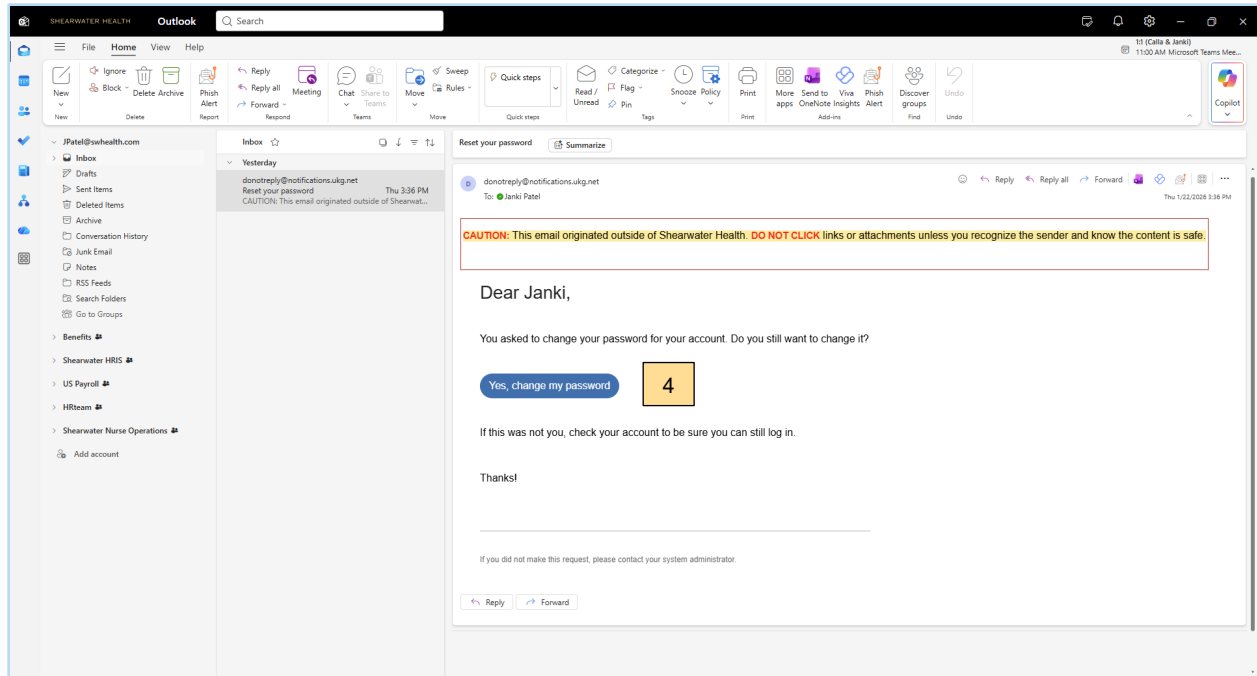 SHEARWATER HEALTH Outlook Search
File Home View Help
1:1 (Calla & Janki)
11:00 AM Microsoft Teams Mee...
New
New
Ignore
Block
Delete Archive
Delete
Phish Alert
Report
Reply
Reply all
Forward
Meeting
Respond
Chat Share to Teams
Teams
Move
Sweep
Rules
Move
Quick steps
Quick steps
Read / Unread
Categorize
Flag
Pin
Snooze Policy
Tags
Print
Print
More apps Send to OneNote Viva Insights Phish Alert
Add-ins
Discover groups
Find
Undo
Undo
Copilot
JPatel@swhealth.com
Inbox
Drafts
Sent Items
Deleted Items
Archive
Conversation History
Junk Email
Notes
RSS Feeds
Search Folders
Go to Groups
Benefits
Shearwater HRIS
US Payroll
HRteam
Shearwater Nurse Operations
Add account
Inbox
Yesterday
donotreply@notifications.ukg.net
Reset your password Thu 3:36 PM
CAUTION: This email originated outside of Shearwat...
Reset your password Summarize
D
donotreply@notifications.ukg.net
To: Janki Patel
Reply Reply all Forward
Thu 1/22/2026 3:36 PM
CAUTION: This email originated outside of Shearwater Health. DO NOT CLICK links or attachments unless you recognize the sender and know the content is safe.
Dear Janki,
You asked to change your password for your account. Do you still want to change it?
Yes, change my password
4
If this was not you, check your account to be sure you can still log in.
Thanks!
If you did not make this request, please contact your system administrator.
Reply Forward